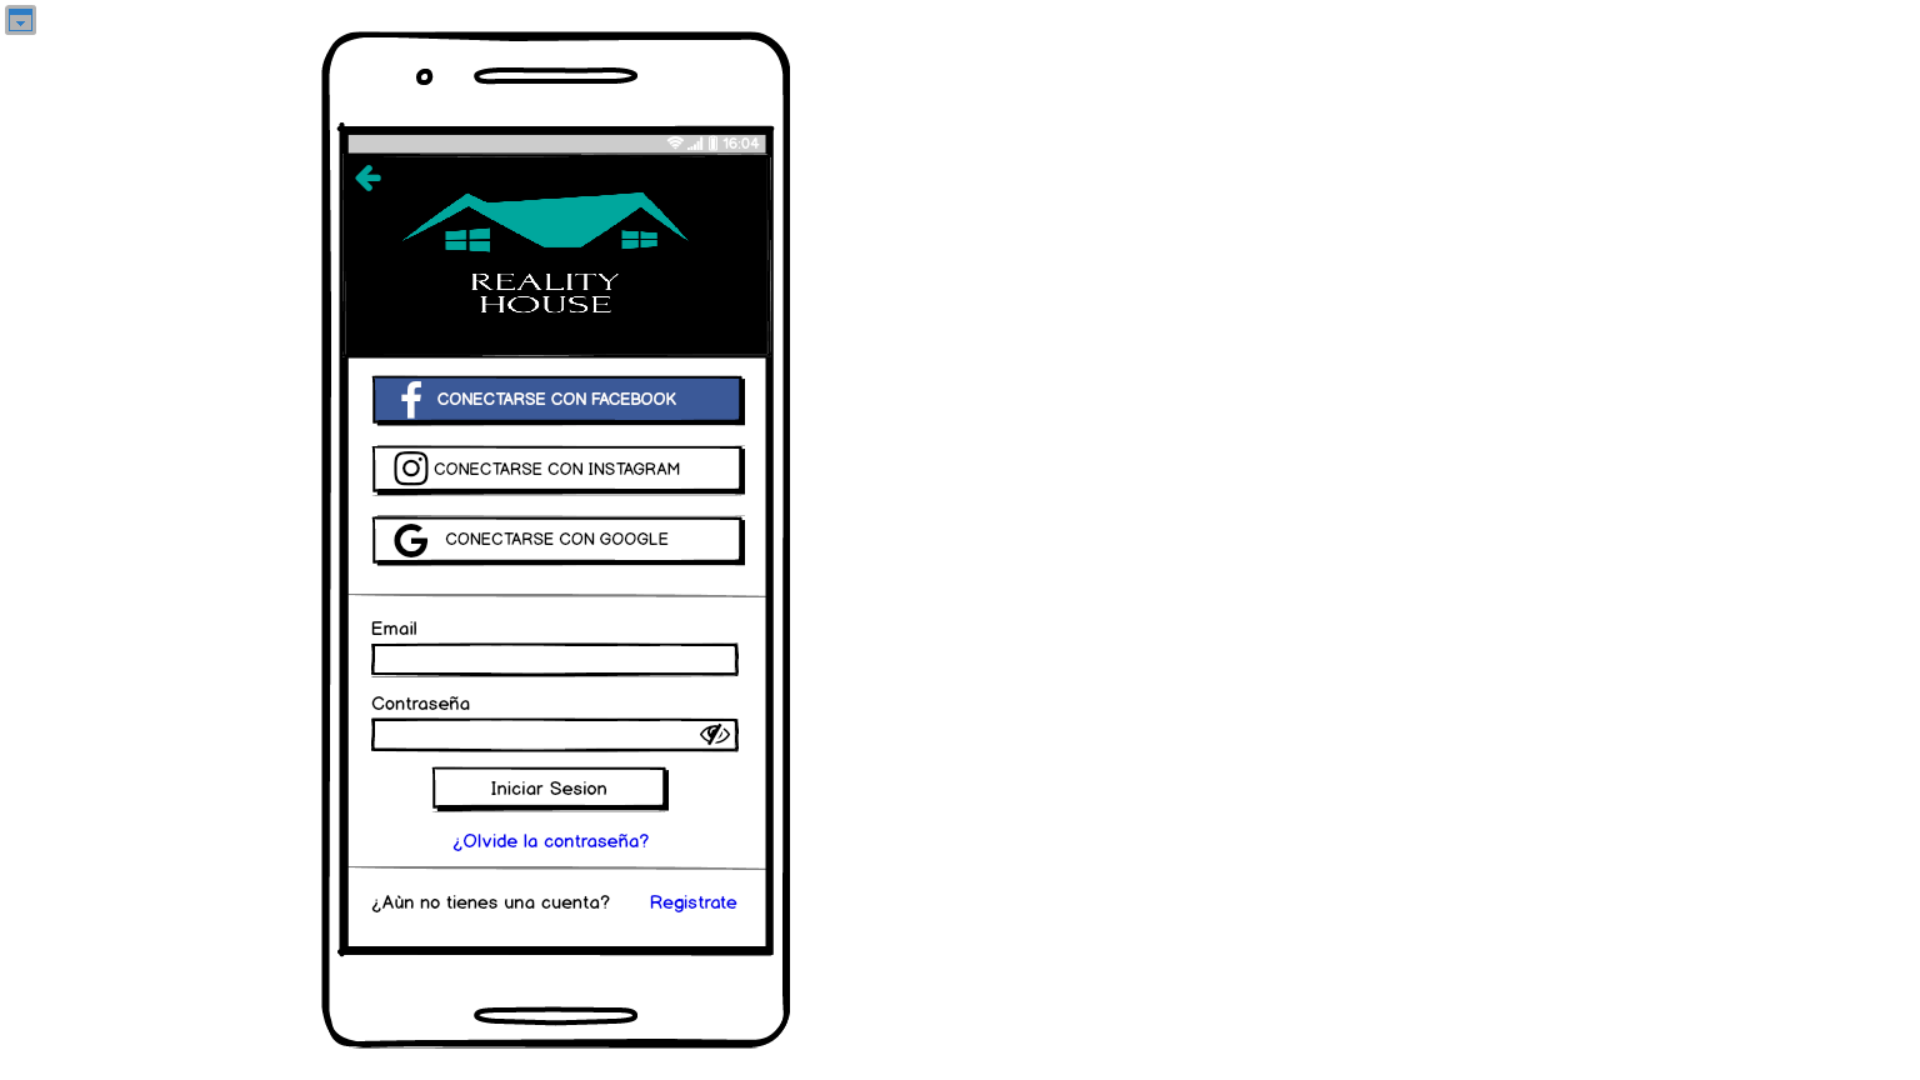 16:04
REALITY
HOUSE
CONECTARSE CON FACEBOOK
CONECTARSE CON INSTAGRAM
CONECTARSE CON GOOGLE
Email
Contraseña
Iniciar Sesion
¿Olvide la contraseña?
¿Aùn no tienes una cuenta? Registrate